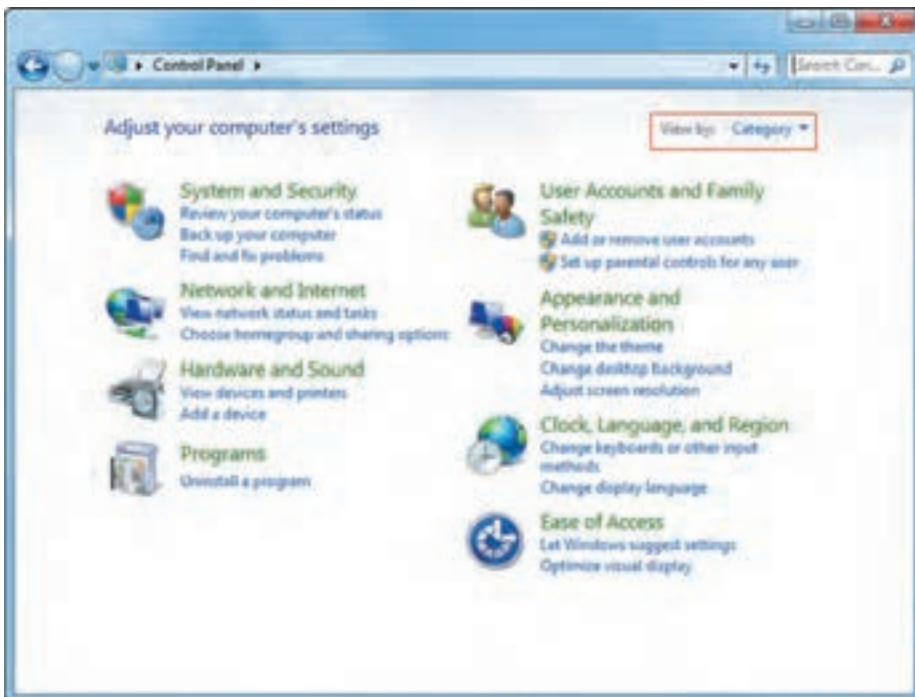 Control Panel
Search Con...
Adjust your computer's settings
View by: Category
System and Security
Review your computer's status
Back up your computer
Find and fix problems
Network and Internet
View network status and tasks
Choose homegroup and sharing options
Hardware and Sound
View devices and printers
Add a device
Programs
Uninstall a program
User Accounts and Family
Safety
Add or remove user accounts
Set up parental controls for any user
Appearance and
Personalization
Change the theme
Change desktop background
Adjust screen resolution
Clock, Language, and Region
Change keyboards or other input
methods
Change display language
Ease of Access
Let Windows suggest settings
Optimize visual display